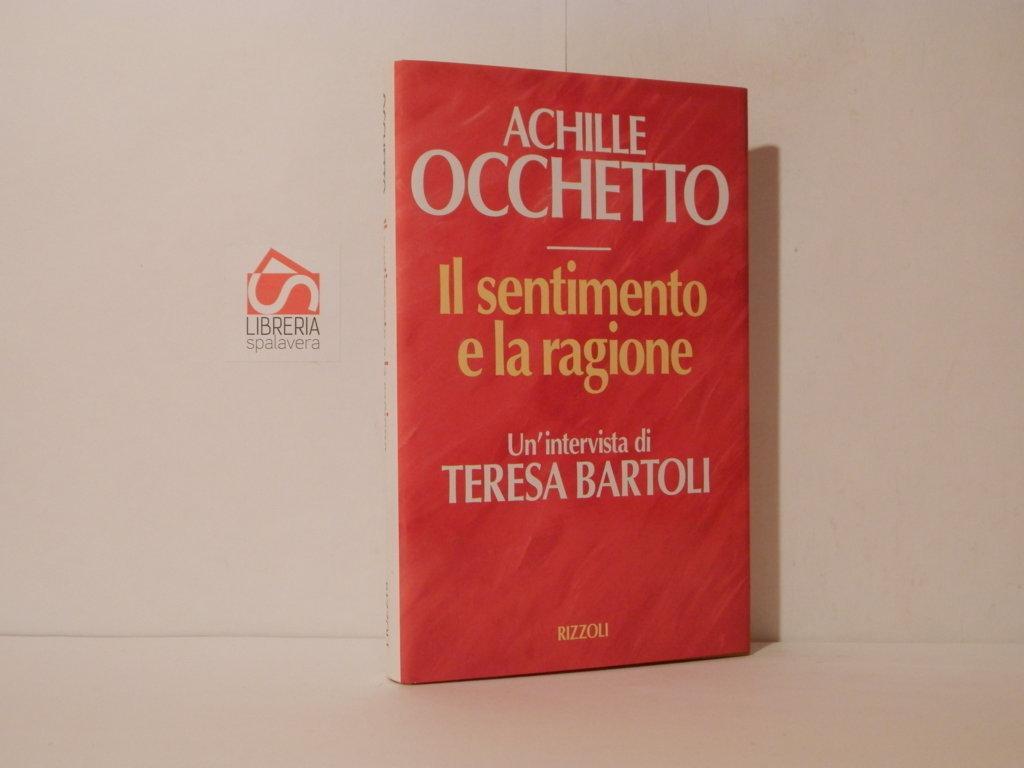 ACHILLE
OCCHETTO
Il sentimento
e la ragione
Un'intervista di
TERESA BARTOLI
RIZZOLI
LIBRERIA
spalavera